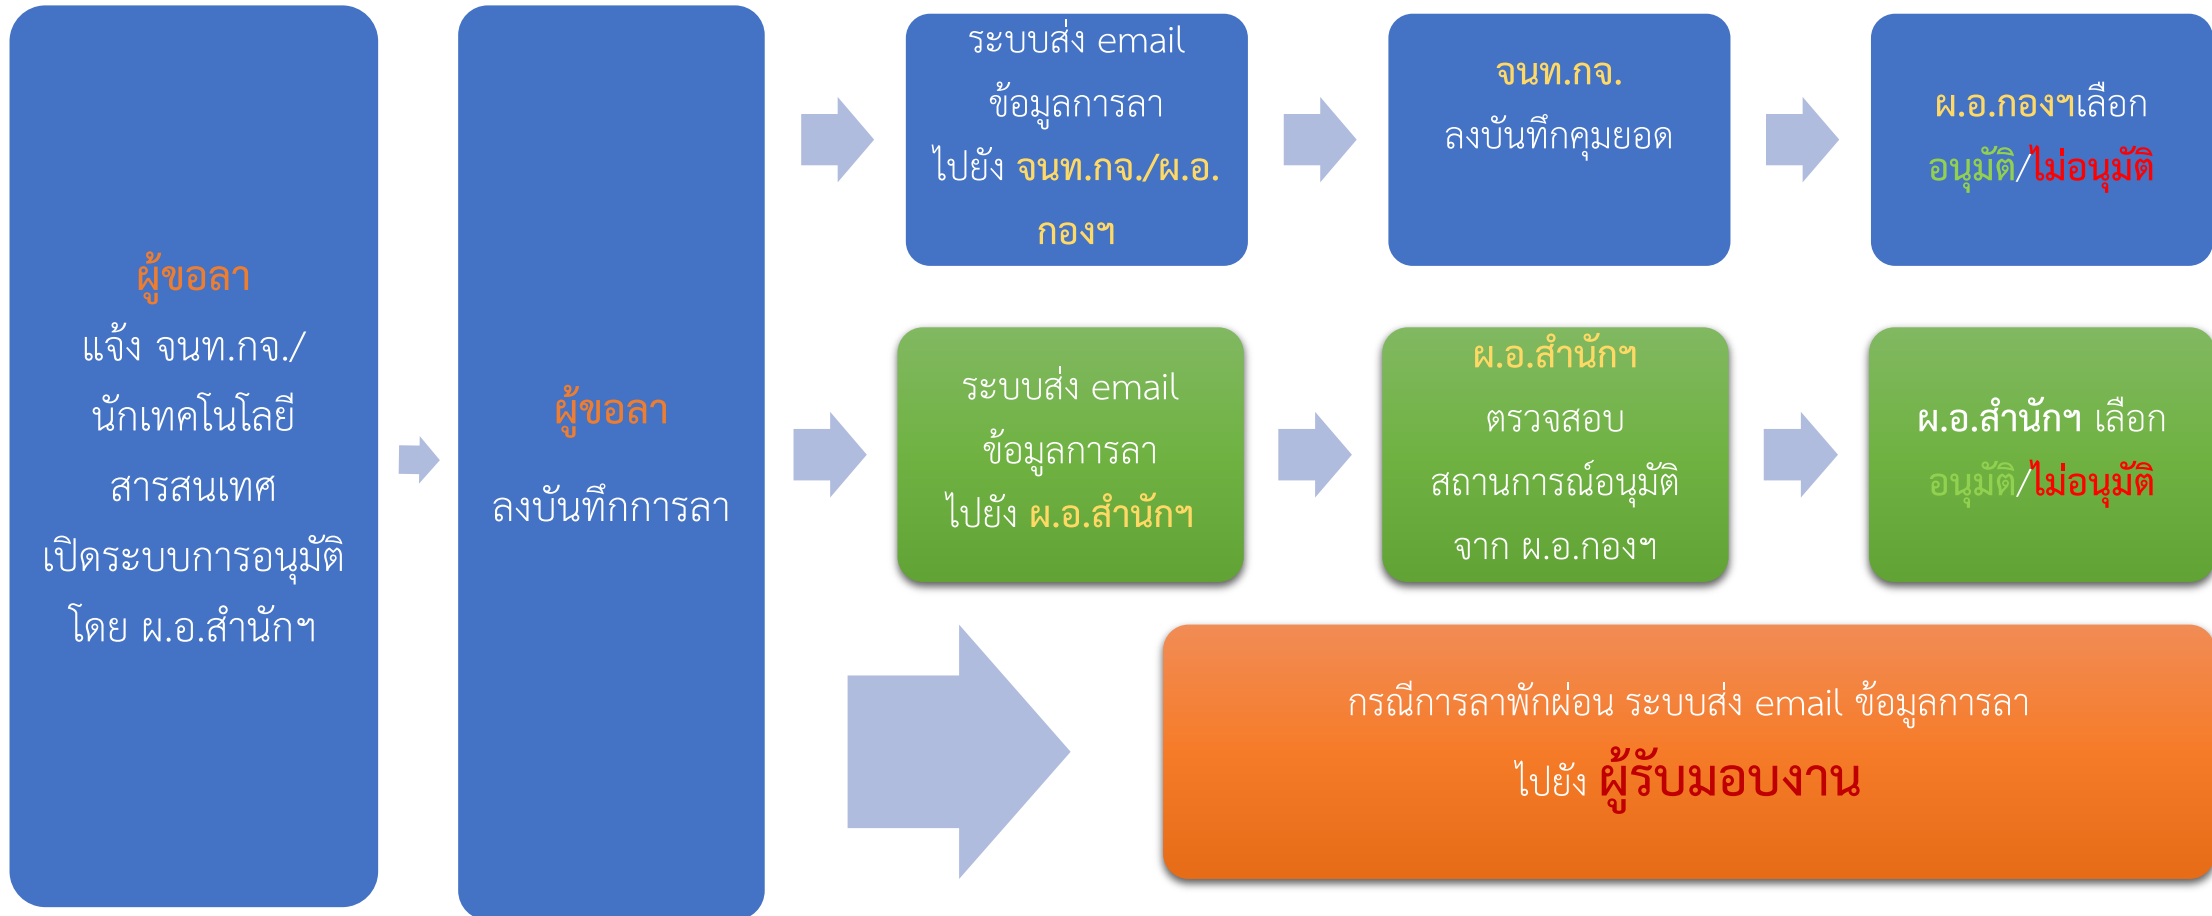 ผู้ขอลา
แจ้ง จนท.กจ./
นักเทคโนโลยี
สารสนเทศ
เปิดระบบการอนุมัติ
โดย ผ.อ.สำนักฯ
ผู้ขอลา
ลงบันทึกการลา
ระบบส่ง email
ข้อมูลการลา
ไปยัง จนท.กจ./ผ.อ.
กองฯ
จนท.กจ.
ลงบันทึกคุมยอด
ผ.อ.กองฯเลือก
อนุมัติ/ไม่อนุมัติ
ระบบส่ง email
ข้อมูลการลา
ไปยัง ผ.อ.สำนักฯ
ผ.อ.สำนักฯ
ตรวจสอบ
สถานการณ์อนุมัติ
จาก ผ.อ.กองฯ
ผ.อ.สำนักฯ เลือก
อนุมัติ/ไม่อนุมัติ
กรณีการลาพักผ่อน ระบบส่ง email ข้อมูลการลา
ไปยัง ผู้รับมอบงาน